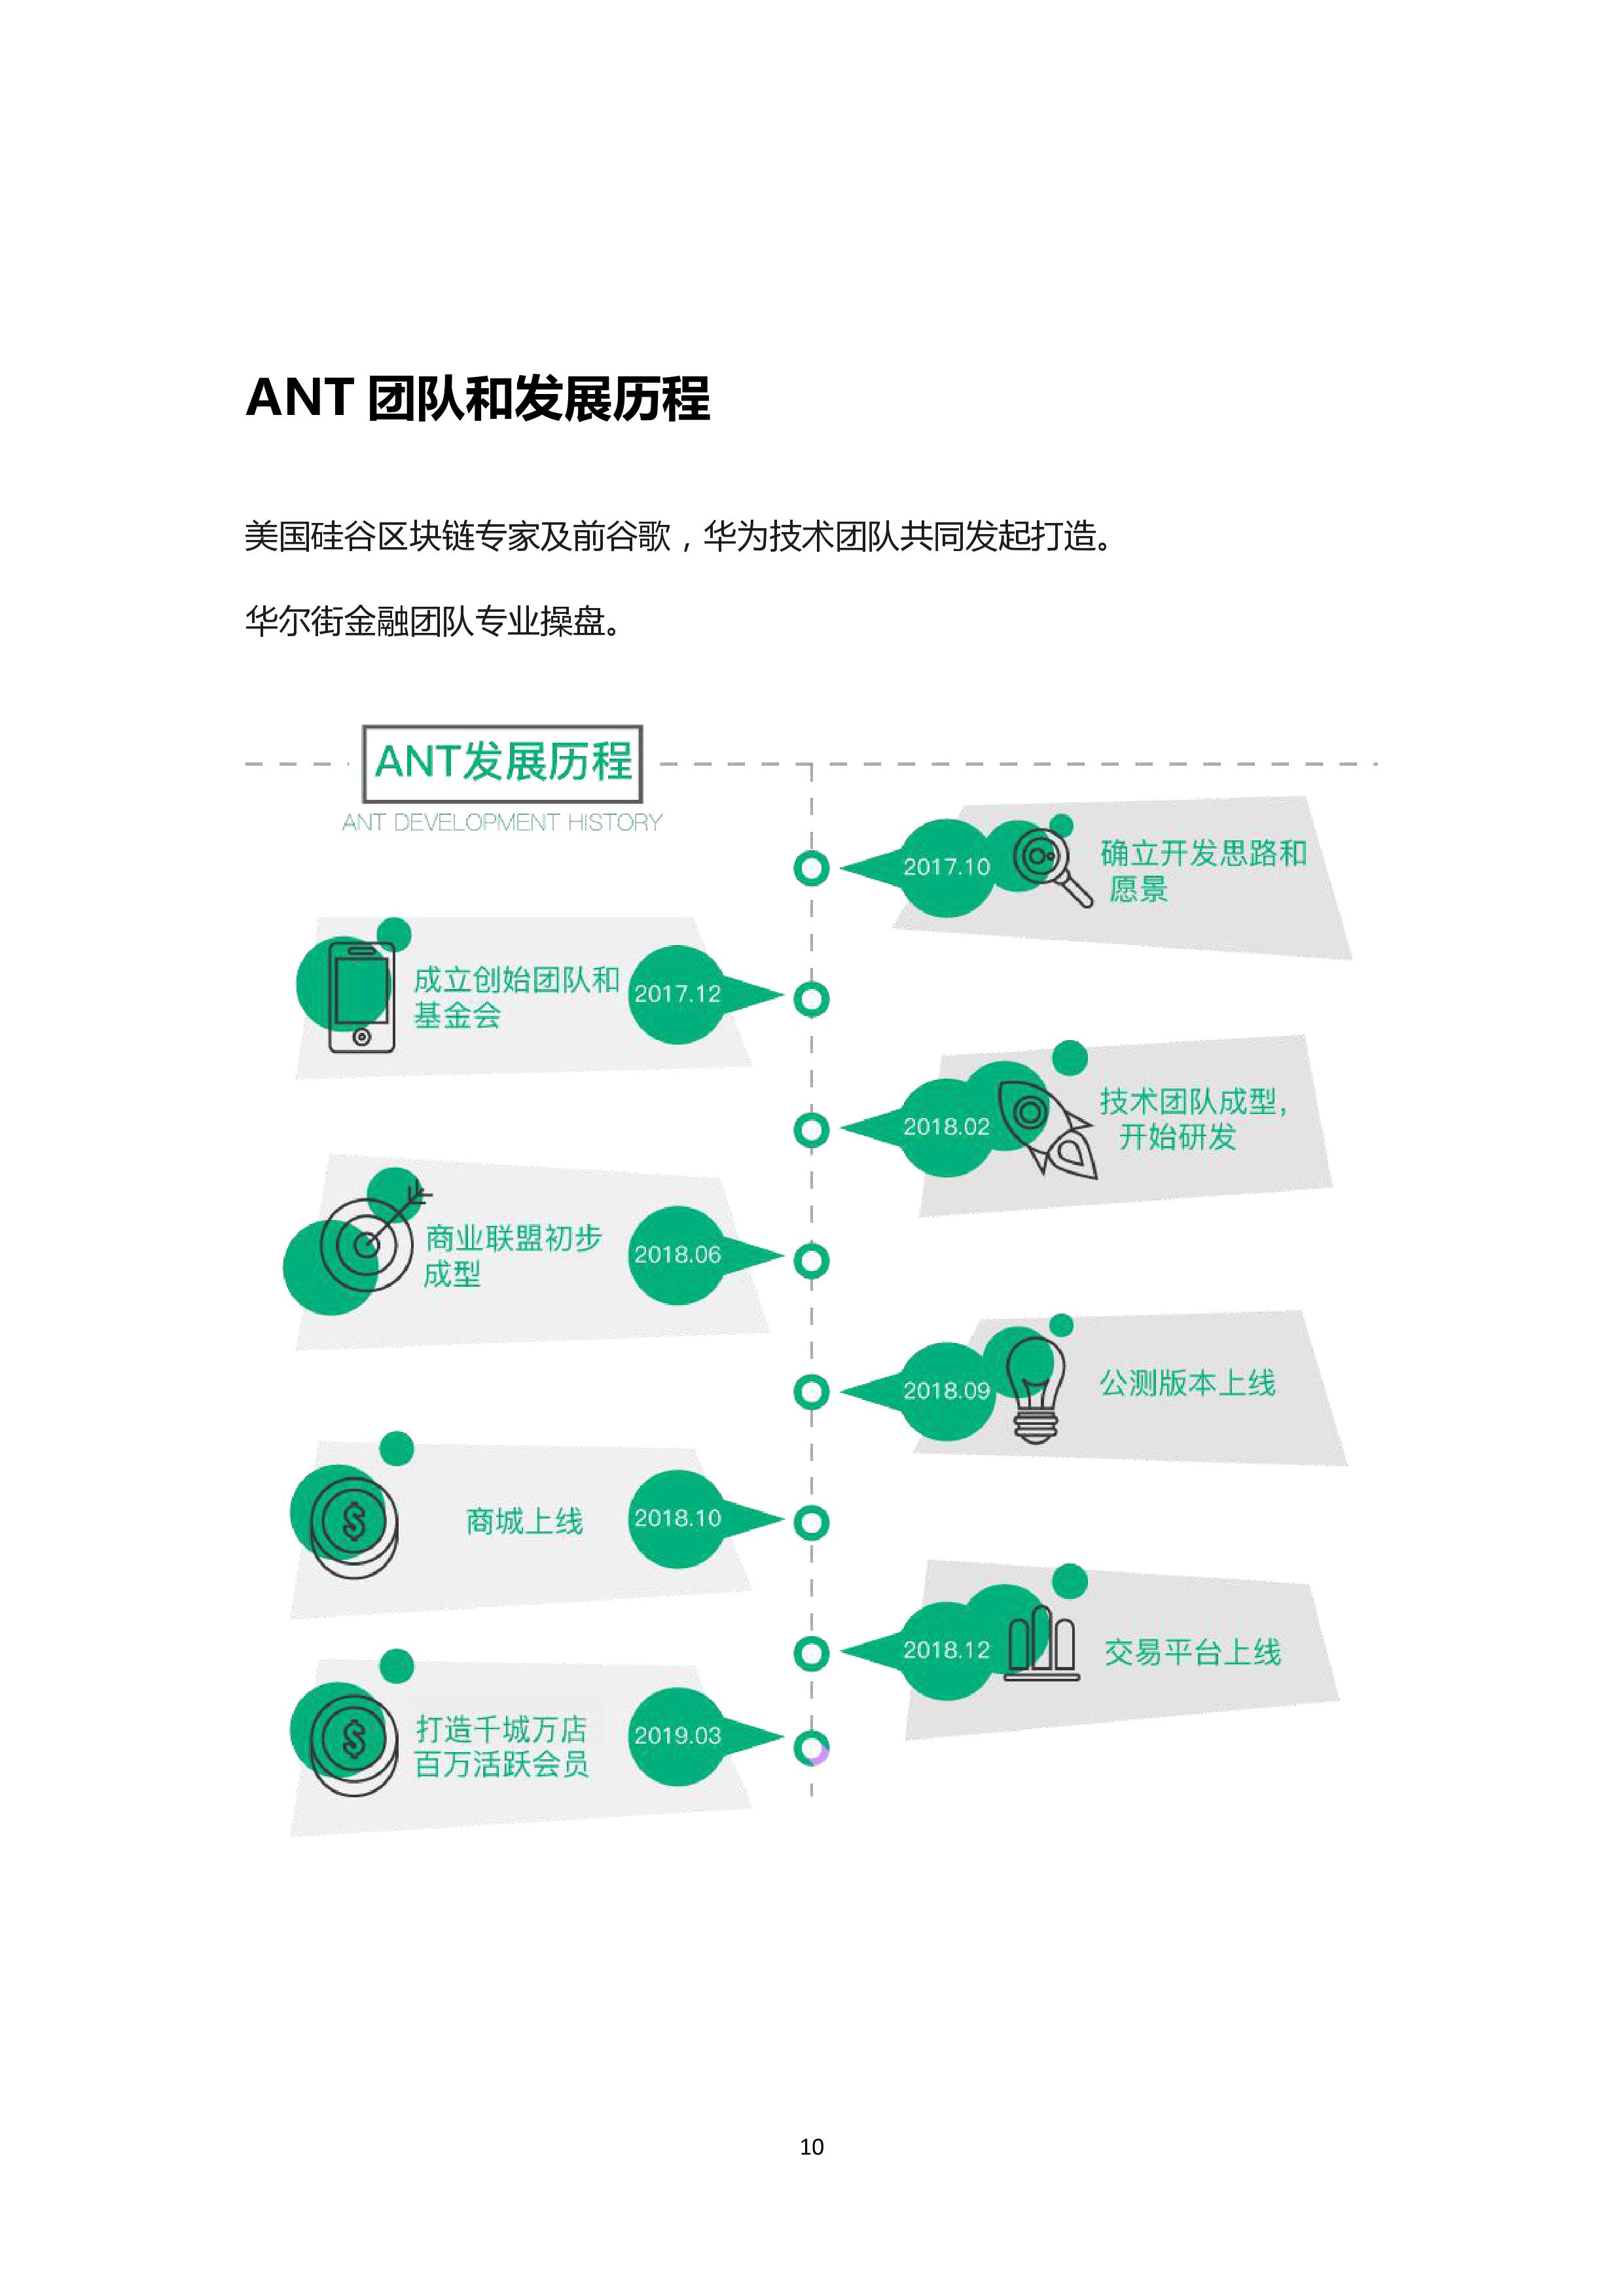 ANT 团队和发展历程
美国硅谷区块链专家及前谷歌，华为技术团队共同发起打造。
华尔街金融团队专业操盘。
ANT发展历程
ANT DEVELOPMENT HISTORY
2017.10
确立开发思路和
愿景
成立创始团队和
基金会
2017.12
2018.02
技术团队成型，
开始研发
商业联盟初步
成型
2018.06
2018.09
公测版本上线
商城上线
2018.10
2018.12
交易平台上线
打造千城万店
百万活跃会员
2019.03
10